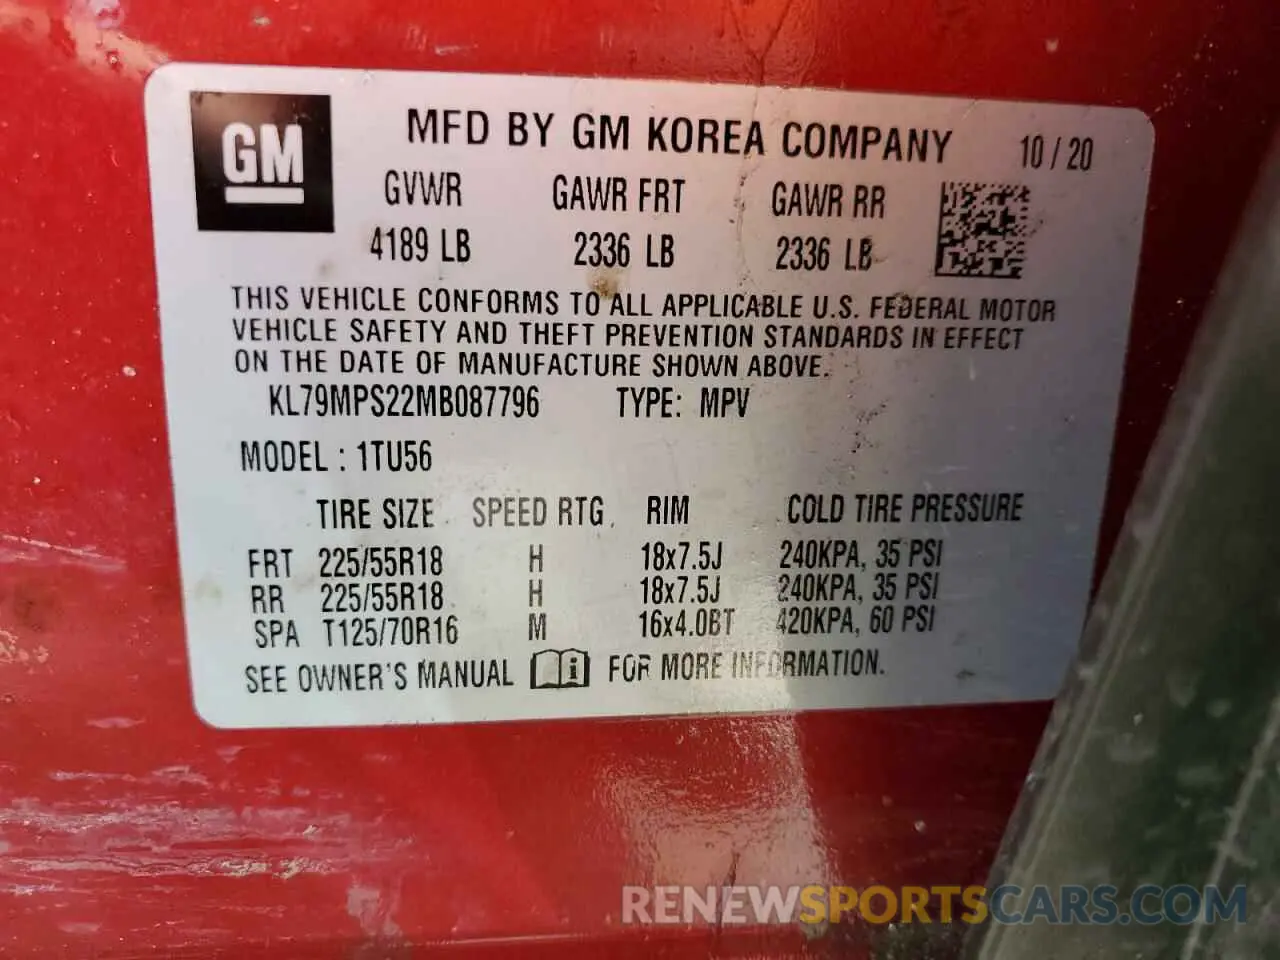 GM
MFD BY GM KOREA COMPANY 10 / 20
GVWR GAWR FRT GAWR RR
4189 LB 2336 LB 2336 LB
THIS VEHICLE CONFORMS TO ALL APPLICABLE U.S. FEDERAL MOTOR
VEHICLE SAFETY AND THEFT PREVENTION STANDARDS IN EFFECT
ON THE DATE OF MANUFACTURE SHOWN ABOVE.
KL79MPS22MB087796 TYPE: MPV
MODEL : 1TU56
TIRE SIZE SPEED RTG RIM COLD TIRE PRESSURE
FRT 225/55R18 H 18x7.5J 240KPA, 35 PSI
RR 225/55R18 H 18x7.5J 240KPA, 35 PSI
SPA T125/70R16 M 16x4.0BT 420KPA, 60 PSI
SEE OWNER'S MANUAL i FOR MORE INFORMATION.
RENEWSPORTSCARS.COM